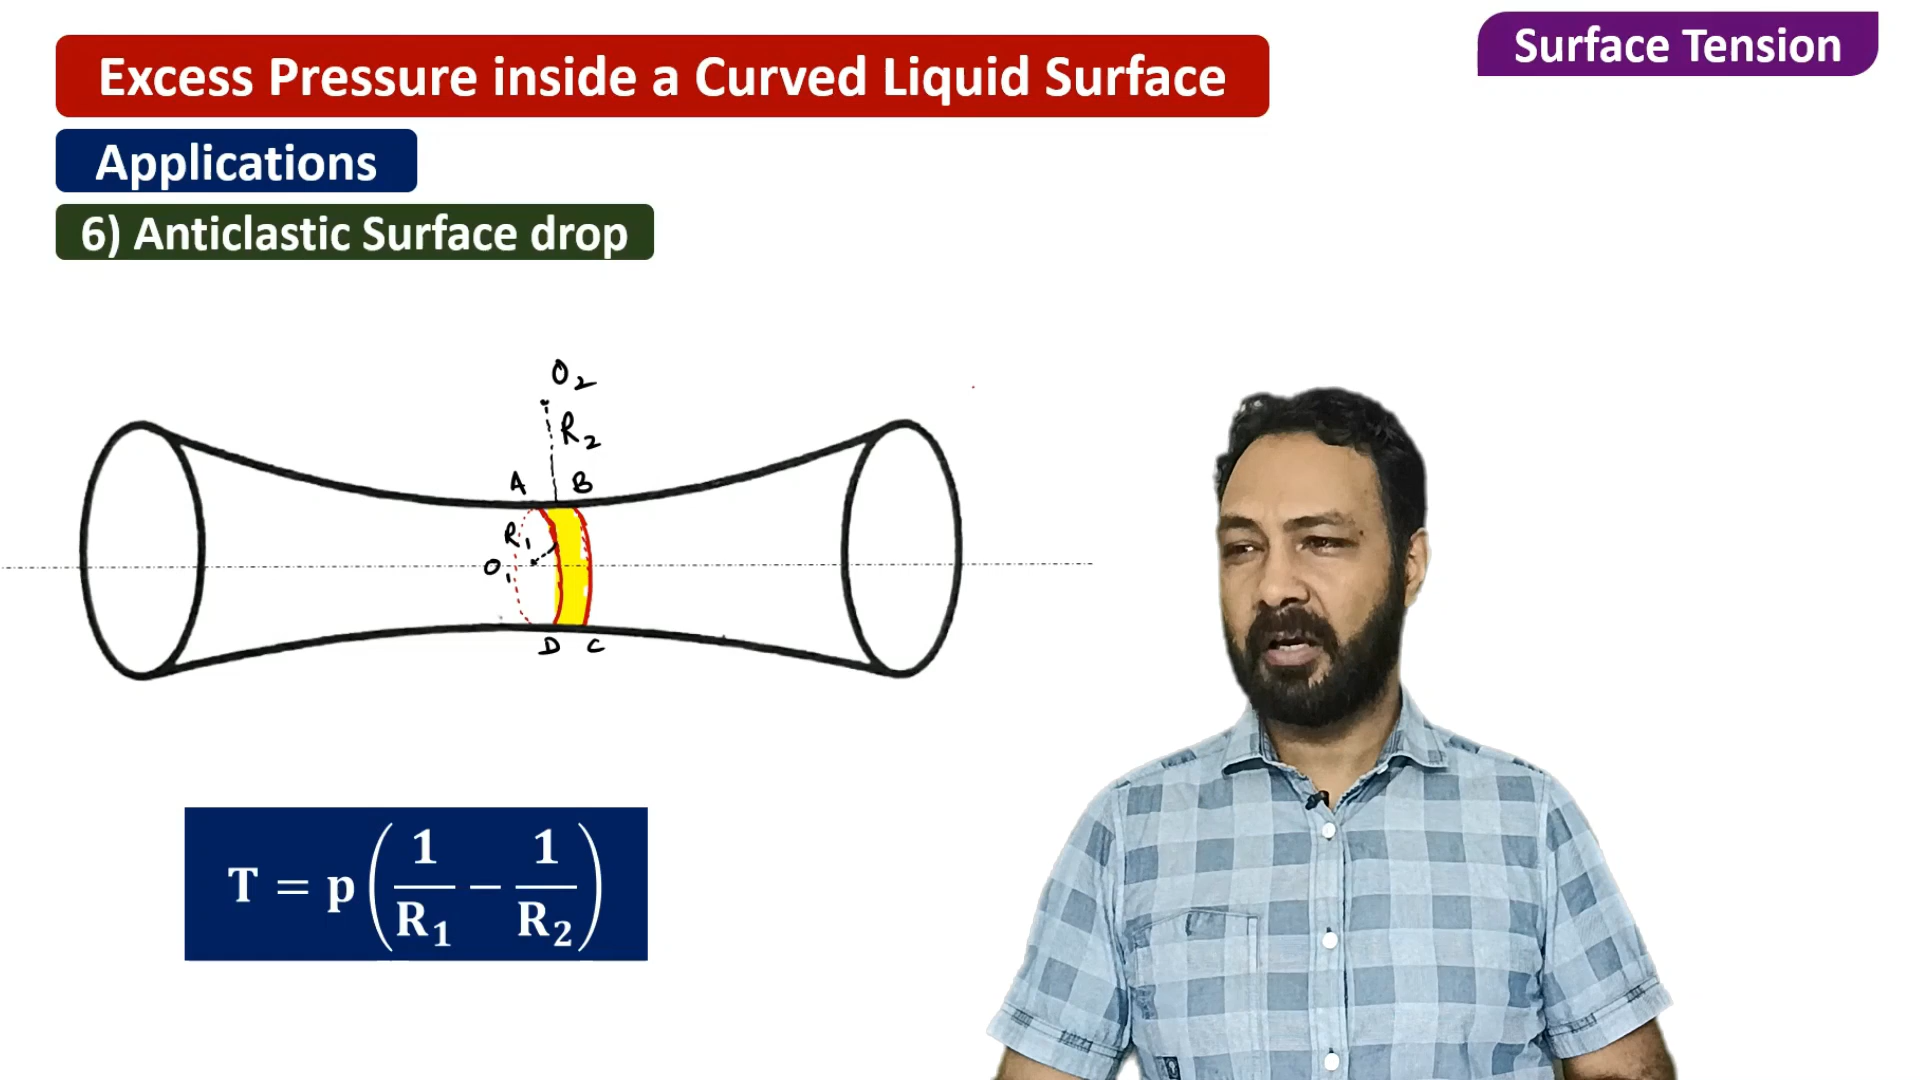 Excess Pressure inside a Curved Liquid Surface
Surface Tension
Applications
6) Anticlastic Surface drop
O₂
R₂
A B
R₁
O₁
D C
T = p(1/R₁ − 1/R₂)